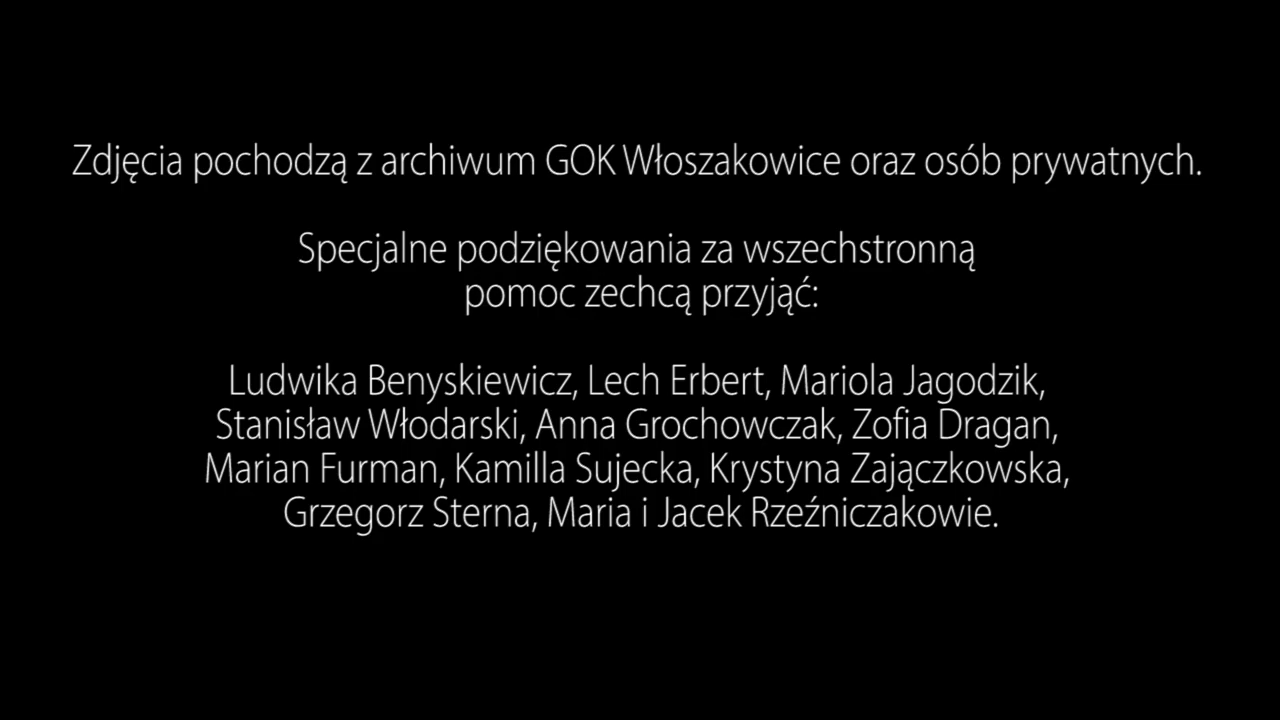 Zdjęcia pochodzą z archiwum GOK Włoszakowice oraz osób prywatnych.
Specjalne podziękowania za wszechstronną
pomoc zechcą przyjąć:
Ludwika Benyskiewicz, Lech Erbert, Mariola Jagodzik,
Stanisław Włodarski, Anna Grochowczak, Zofia Dragan,
Marian Furman, Kamilla Sujecka, Krystyna Zajączkowska,
Grzegorz Sterna, Maria i Jacek Rzeźniczakowie.